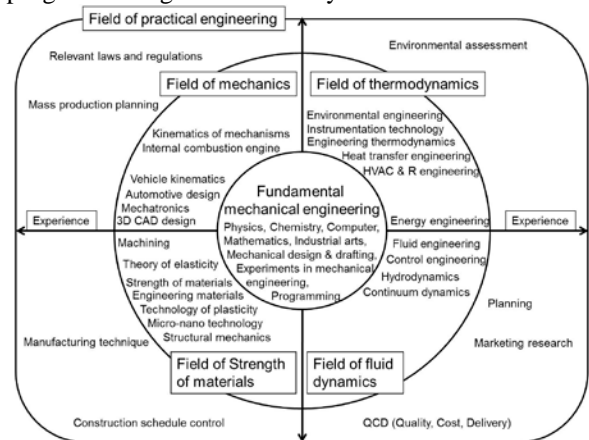 Field of practical engineering
Environmental assessment
Relevant laws and regulations
Field of mechanics
Field of thermodynamics
Mass production planning
Kinematics of mechanisms
Internal combustion engine
Environmental engineering
Instrumentation technology
Engineering thermodynamics
Heat transfer engineering
HVAC & R engineering
Vehicle kinematics
Automotive design
Mechatronics
3D CAD design
Fundamental
mechanical engineering
Physics, Chemistry, Computer,
Mathematics, Industrial arts,
Mechanical design & drafting,
Experiments in mechanical
engineering,
Programming
Experience
Energy engineering
Experience
Machining
Theory of elasticity
Strength of materials
Engineering materials
Technology of plasticity
Micro-nano technology
Structural mechanics
Fluid engineering
Control engineering
Hydrodynamics
Continuum dynamics
Planning
Manufacturing technique
Marketing research
Field of Strength
of materials
Field of fluid
dynamics
Construction schedule control
QCD (Quality, Cost, Delivery)